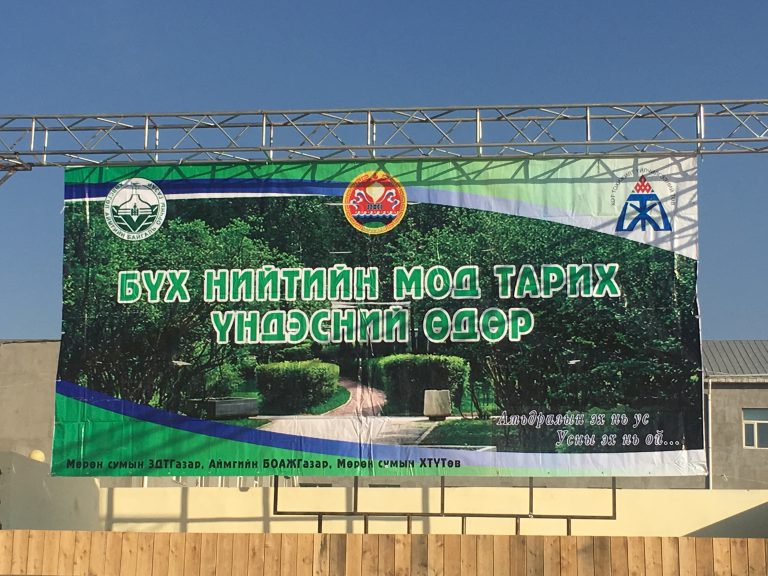 БҮХ НИЙТИЙН МОД ТАРИХ
ҮНДЭСНИЙ ӨДӨР
Амьдралын эх нь ус
Усны эх нь ой...
Мөрөн сумын ЗДТГазар, Аймгийн БОАЖГазар, Мөрөн сумын ХТҮТөв